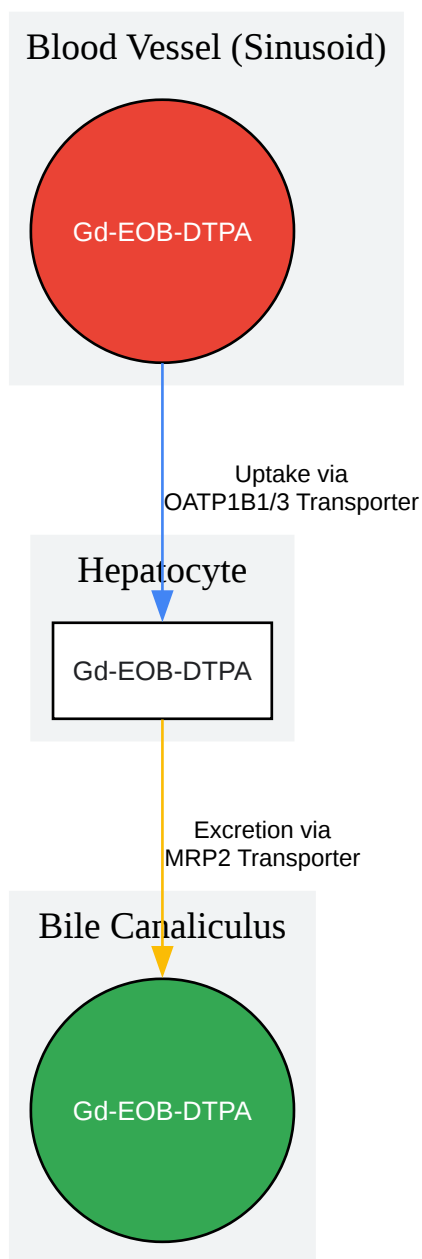 Blood Vessel (Sinusoid)
Gd-EOB-DTPA
Uptake via
OATP1B1/3 Transporter
Hepatocyte
Gd-EOB-DTPA
Excretion via
MRP2 Transporter
Bile Canaliculus
Gd-EOB-DTPA